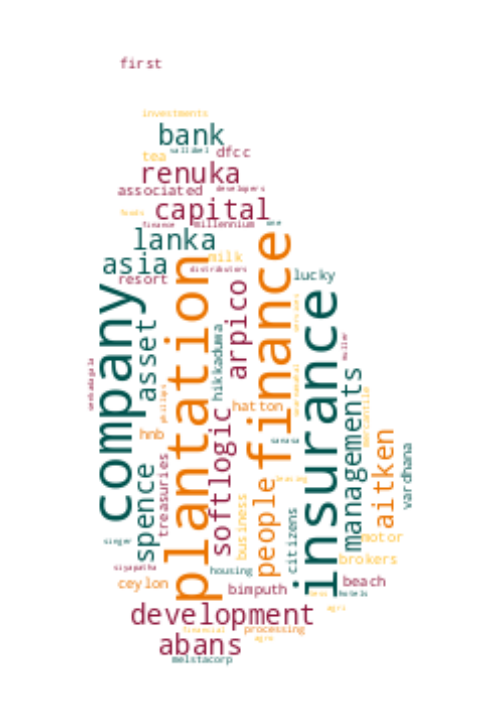 first
investments
bank
tea
dfcc
renuka
associated
developers
foods
capital
finance
millennium
lanka
one
milk
asia
distributors
resort
lucky
company
plantation
finance
insurance
asset
arpico
hikkaduwa
hatton
hnb
spence
treasuries
softlogic
people
business
citizens
managements
mercantile
aitken
vardhana
motor
brokers
singer
housing
siyapatha
ceylon
bimputh
beach
hotels
development
agro
financial
processing
abans
melstacorp